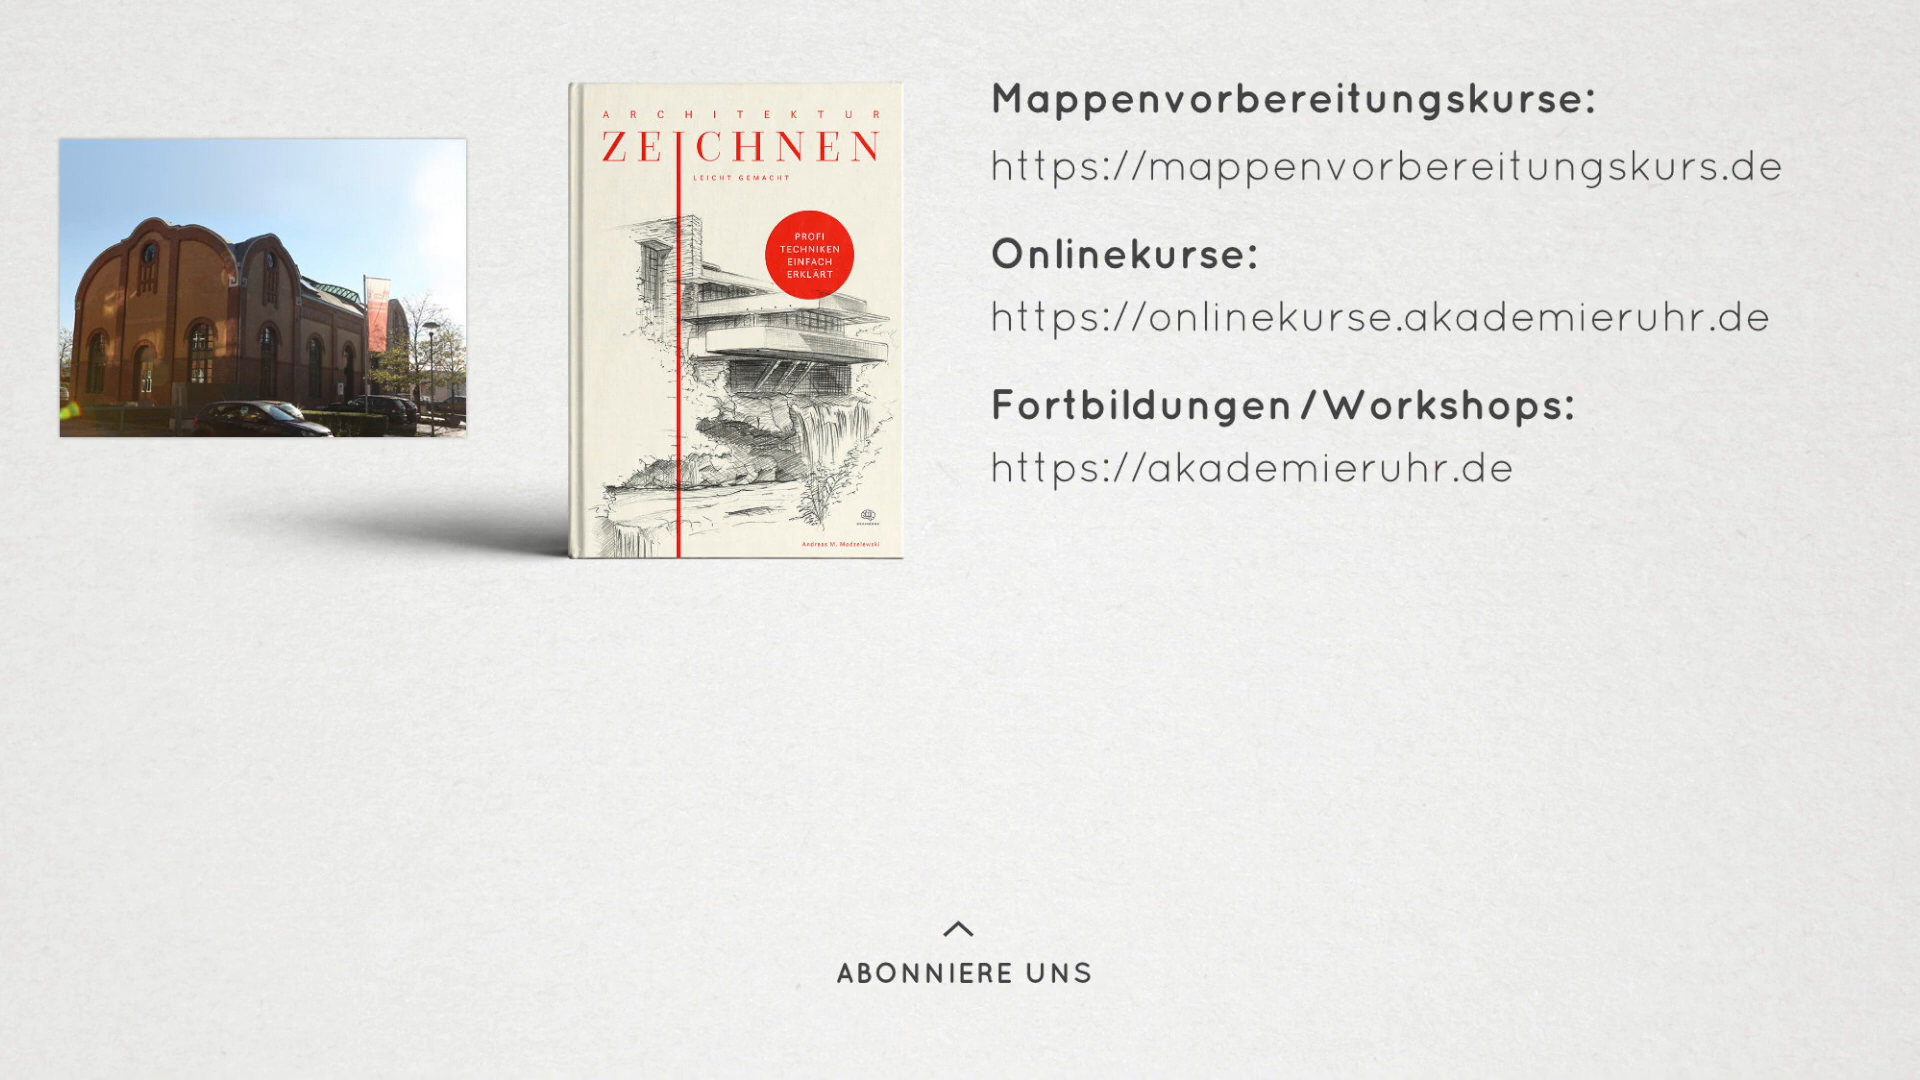 ARCHITEKTUR
ZEICHNEN
LEICHT GEMACHT
PROFI
TECHNIKEN
EINFACH
ERKLÄRT
Andreas M. Modzelewski
Mappenvorbereitungskurse:
https://mappenvorbereitungskurs.de
Onlinekurse:
https://onlinekurse.akademieruhr.de
Fortbildungen/Workshops:
https://akademieruhr.de
ABONNIERE UNS